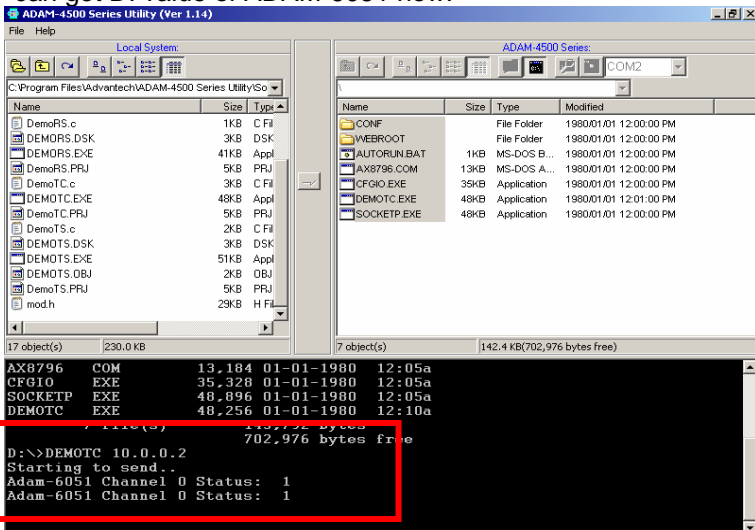 ADAM-4500 Series Utility (Ver 1.14)
File Help
Local System: ADAM-4500 Series:
COM2
C:\Program Files\Advantech\ADAM-4500 Series Utility\So \
Name Size Type
DemoRS.c 1KB C Fil
DEMORS.DSK 3KB DSK
DEMORS.EXE 41KB Appl
DemoRS.PRJ 5KB PRJ
DemoTC.c 3KB C Fil
DEMOTC.EXE 48KB Appl
DemoTC.PRJ 5KB PRJ
DemoTS.c 2KB C Fil
DEMOTS.DSK 3KB DSK
DEMOTS.EXE 51KB Appl
DEMOTS.OBJ 2KB OBJ
DemoTS.PRJ 5KB PRJ
mod.h 29KB H Fil
17 object(s) 230.0 KB
Name Size Type Modified
CONF File Folder 1980/01/01 12:00:00 PM
WEBROOT File Folder 1980/01/01 12:00:00 PM
AUTORUN.BAT 1KB MS-DOS B... 1980/01/01 12:00:00 PM
AX8796.COM 13KB MS-DOS A... 1980/01/01 12:00:00 PM
CFGIO.EXE 35KB Application 1980/01/01 12:00:00 PM
DEMOTC.EXE 48KB Application 1980/01/01 12:01:00 PM
SOCKETP.EXE 48KB Application 1980/01/01 12:00:00 PM
7 object(s) 142.4 KB(702,976 bytes free)
AX8796 COM 13,184 01-01-1980 12:05a
CFGIO EXE 35,328 01-01-1980 12:05a
SOCKETP EXE 48,896 01-01-1980 12:05a
DEMOTC EXE 48,256 01-01-1980 12:10a
7 file(s) bytes
702,976 bytes free
D:\>DEMOTC 10.0.0.2
Starting to send..
Adam-6051 Channel 0 Status: 1
Adam-6051 Channel 0 Status: 1